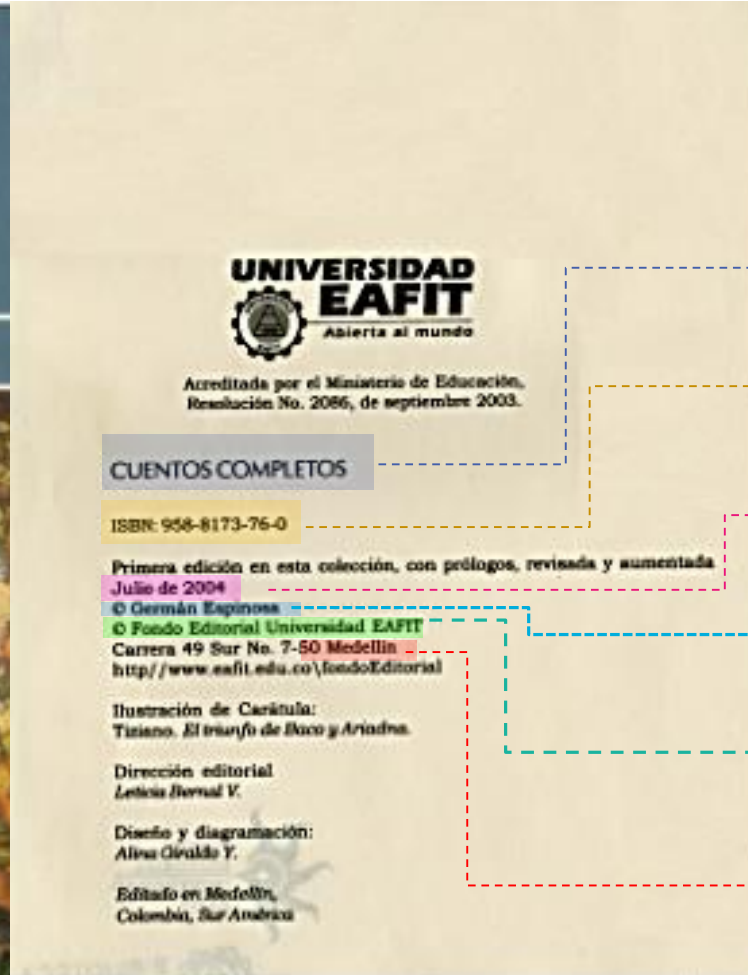 UNIVERSIDAD
EAFIT
Abierta al mundo
Acreditada por el Ministerio de Educación,
Resolución No. 2086, de septiembre 2003.
CUENTOS COMPLETOS
ISBN: 958-8173-76-0
Primera edición en esta colección, con prólogos, revisada y aumentada
Julio de 2004
© Germán Espinosa
© Fondo Editorial Universidad EAFIT
Carrera 49 Sur No. 7-50 Medellín
http//www.eafit.edu.co\fondoEditorial
Ilustración de Carátula:
Tiziano. El triunfo de Baco y Ariadna.
Dirección editorial
Leticia Bernal V.
Diseño y diagramación:
Alina Giraldo Y.
Editado en Medellín,
Colombia, Sur América